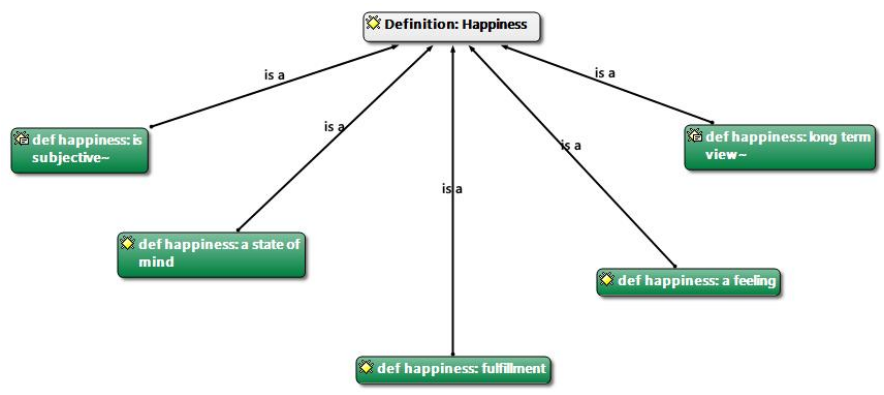 Definition: Happiness
is a
is a
is a
is a
is a
def happiness: is
subjective~
def happiness: long term
view~
def happiness: a state of
mind
def happiness: a feeling
def happiness: fulfillment